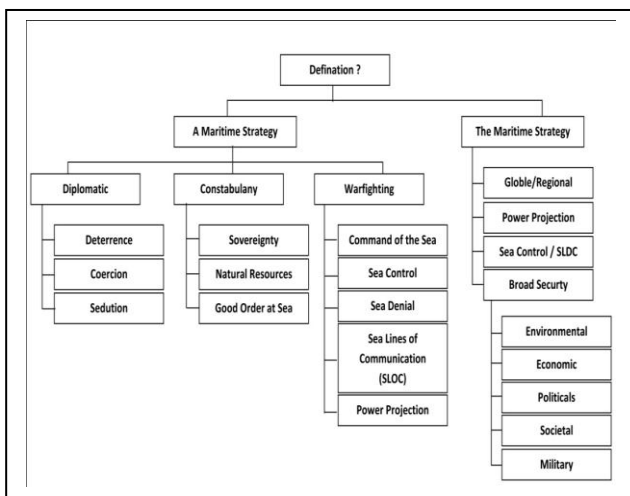 Defination ?
A Maritime Strategy
The Maritime Strategy
Diplomatic
Constabulany
Warfighting
Deterrence
Coercion
Sedution
Sovereignty
Natural Resources
Good Order at Sea
Command of the Sea
Sea Control
Sea Denial
Sea Lines of
Communication
(SLOC)
Power Projection
Globle/Regional
Power Projection
Sea Control / SLDC
Broad Securty
Environmental
Economic
Politicals
Societal
Military